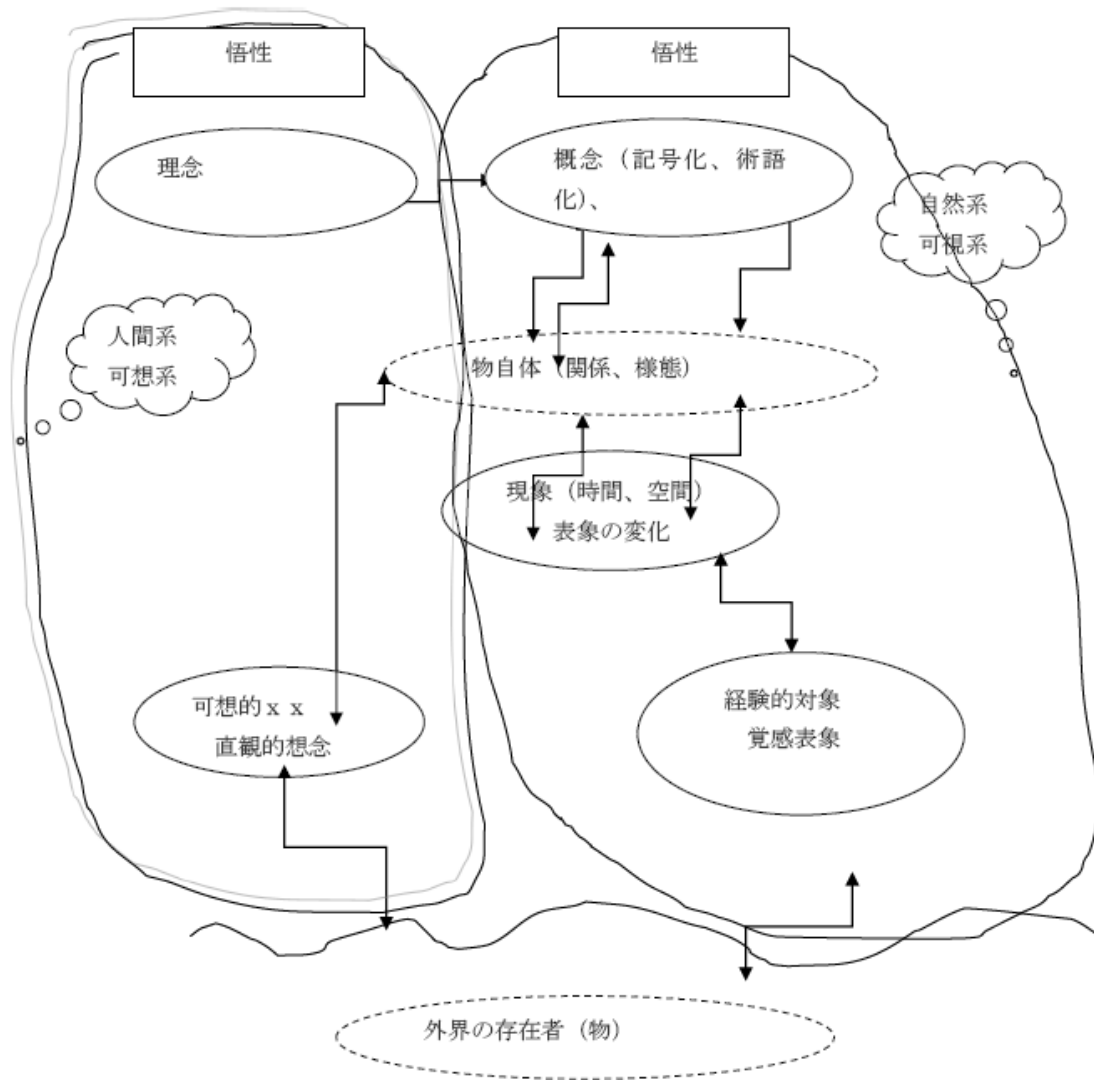 悟性
悟性
理念
概念（記号化、術語
化）、
自然系
可視系
人間系
可想系
物自体（関係、様態）
現象（時間、空間）
表象の変化
可想的ｘｘ
直観的想念
経験的対象
覚感表象
外界の存在者（物）